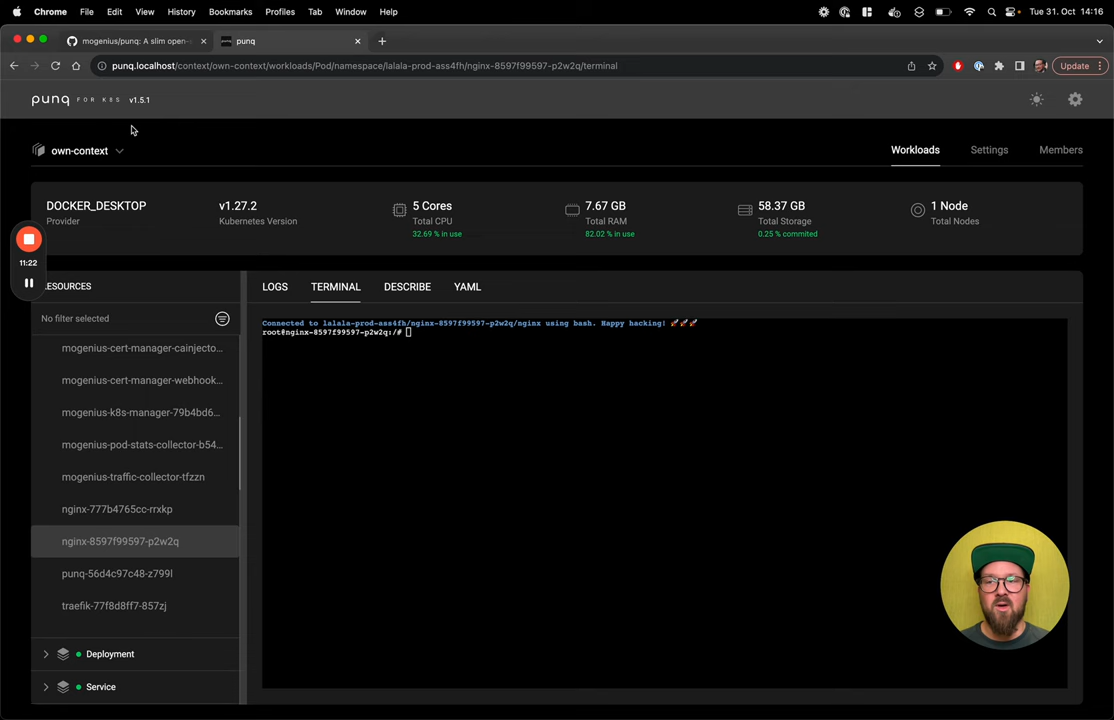 Chrome File Edit View History Bookmarks Profiles Tab Window Help Tue 31. Oct 14:16
mogenius/punq: A slim open-
punq
punq.localhost/context/own-context/workloads/Pod/namespace/lalala-prod-ass4fh/nginx-8597f99597-p2w2q/terminal
Update
punq FOR K8S v1.5.1
own-context
Workloads Settings Members
DOCKER_DESKTOP
Provider
v1.27.2
Kubernetes Version
5 Cores
Total CPU
32.69 % in use
7.67 GB
Total RAM
82.02 % in use
58.37 GB
Total Storage
0.25 % commited
1 Node
Total Nodes
11:22
RESOURCES
No filter selected
mogenius-cert-manager-cainjecto...
mogenius-cert-manager-webhook...
mogenius-k8s-manager-79b4bd6...
mogenius-pod-stats-collector-b54...
mogenius-traffic-collector-tfzzn
nginx-777b4765cc-rrxkp
nginx-8597f99597-p2w2q
punq-56d4c97c48-z799l
traefik-77f8d8ff7-857zj
Deployment
Service
LOGS TERMINAL DESCRIBE YAML
Connected to lalala-prod-ass4fh/nginx-8597f99597-p2w2q/nginx using bash. Happy hacking! 🚀🚀🚀
root@nginx-8597f99597-p2w2q:/#